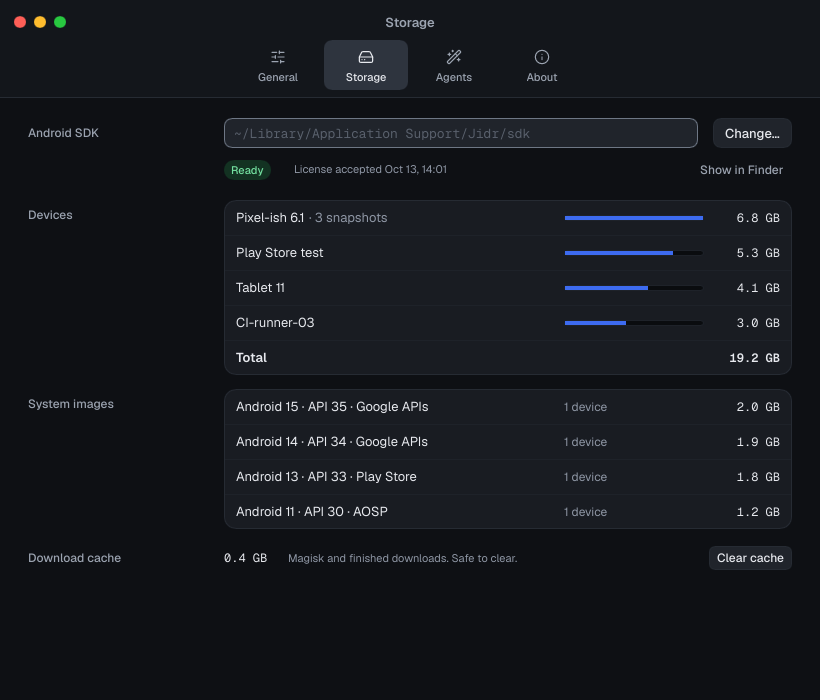 Storage
General Storage Agents About
Android SDK ~/Library/Application Support/Jidr/sdk Change…
Ready License accepted Oct 13, 14:01 Show in Finder
Devices Pixel-ish 6.1 · 3 snapshots 6.8 GB
Play Store test 5.3 GB
Tablet 11 4.1 GB
CI-runner-03 3.0 GB
Total 19.2 GB
System images Android 15 · API 35 · Google APIs 1 device 2.0 GB
Android 14 · API 34 · Google APIs 1 device 1.9 GB
Android 13 · API 33 · Play Store 1 device 1.8 GB
Android 11 · API 30 · AOSP 1 device 1.2 GB
Download cache 0.4 GB Magisk and finished downloads. Safe to clear. Clear cache